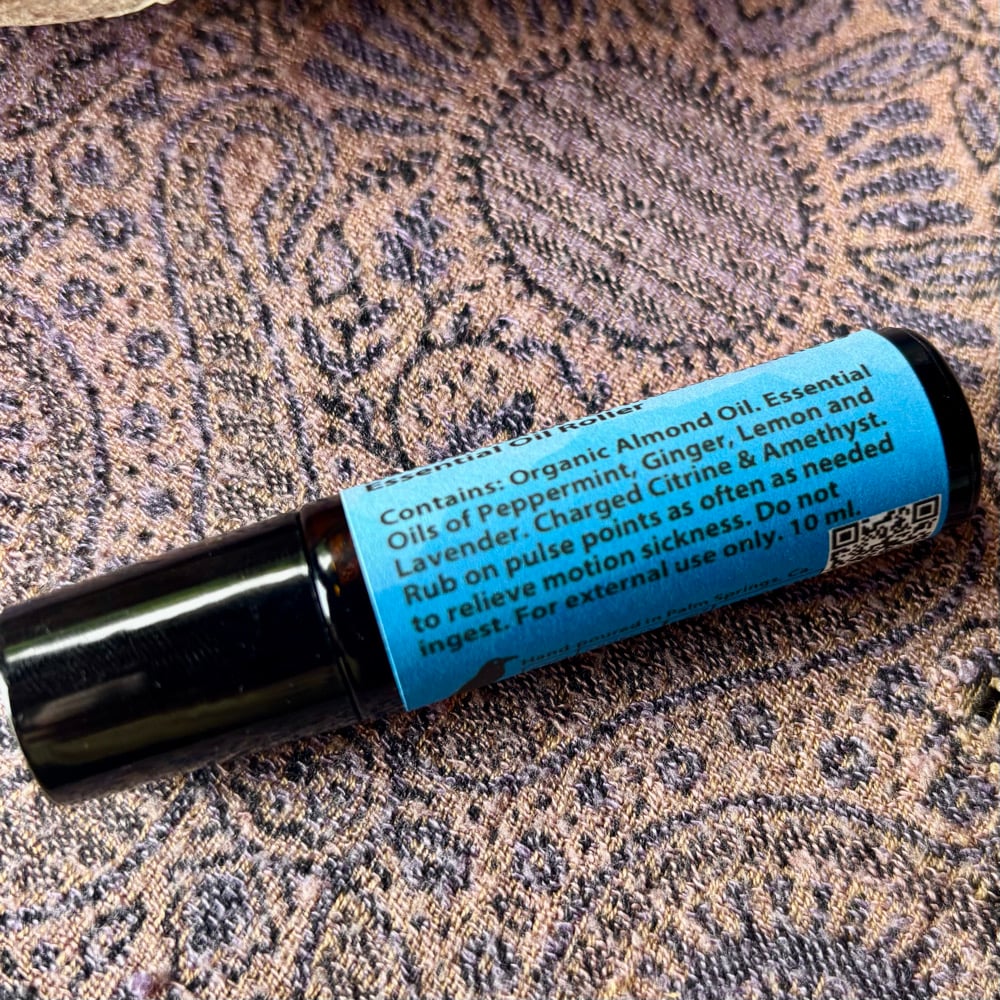 Essential Oil Roller
Contains: Organic Almond Oil. Essential
Oils of Peppermint, Ginger, Lemon and
Lavender. Charged Citrine & Amethyst.
Rub on pulse points as often as needed
to relieve motion sickness. Do not
ingest. For external use only. 10 ml.
Hand poured in Palm Springs, Ca.